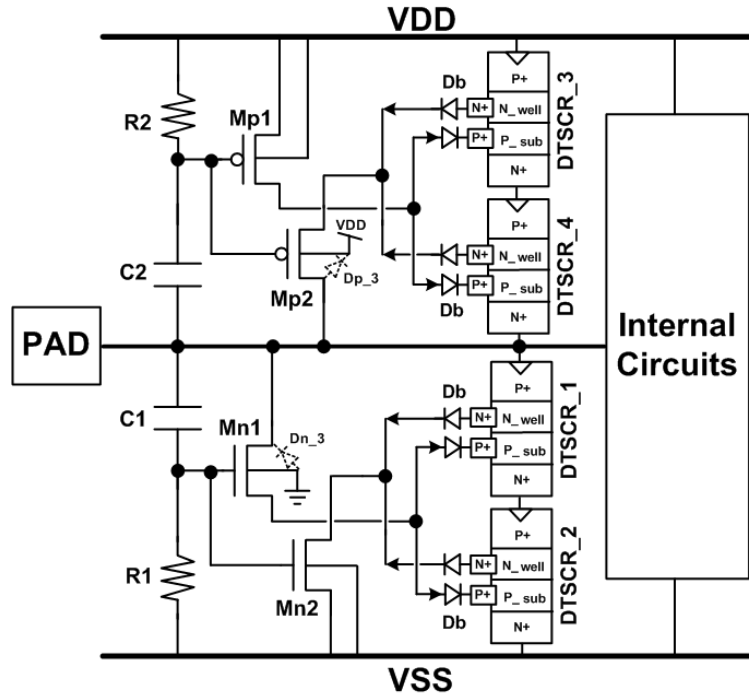 VDD
R2
Mp1
Db
P+
N+
N_well
P+
P_sub
N+
DTSCR_3
VDD
Dp_3
Mp2
C2
P+
N+
N_well
P+
P_sub
N+
Db
DTSCR_4
PAD
Internal
Circuits
C1
Mn1
Dn_3
Db
P+
N+
N_well
P+
P_sub
N+
DTSCR_1
R1
Mn2
P+
N+
N_well
P+
P_sub
N+
Db
DTSCR_2
VSS